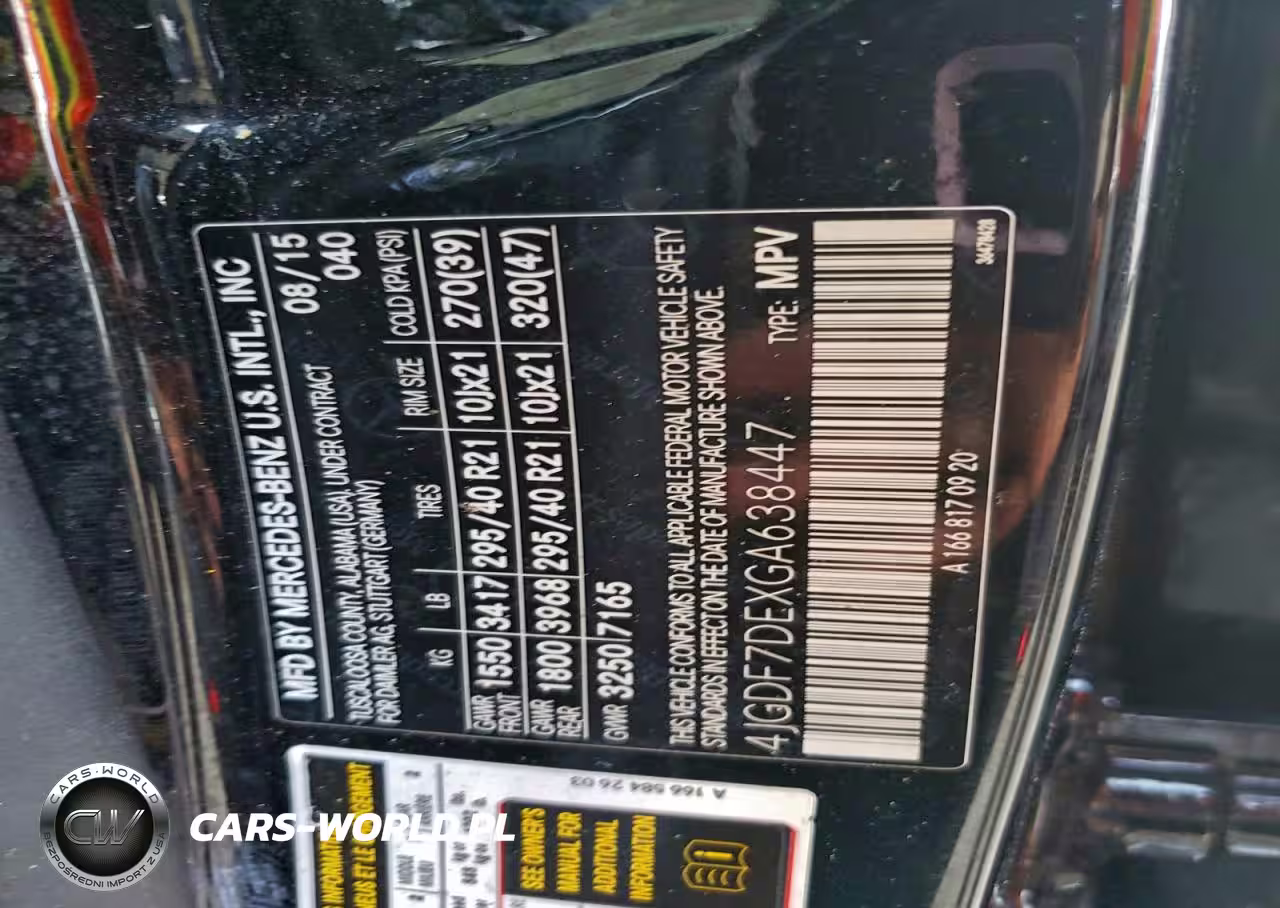 MFD BY MERCEDES-BENZ U.S. INTL., INC
08/15
TUSCALOOSA COUNTY, ALABAMA (USA), UNDER CONTRACT 040
FOR DAIMLER AG, STUTTGART (GERMANY)
KG LB TIRES RIM SIZE COLD KPA (PSI)
GAWR FRONT 1550 3417 295/40 R21 10Jx21 270(39)
GAWR REAR 1800 3968 295/40 R21 10Jx21 320(47)
GVWR 3250 7165
THIS VEHICLE CONFORMS TO ALL APPLICABLE FEDERAL MOTOR VEHICLE SAFETY
STANDARDS IN EFFECT ON THE DATE OF MANUFACTURE SHOWN ABOVE.
4JGDF7DEXGA638447 TYPE: MPV
A 166 817 09 20
A 166 584 26 03
SEE OWNER'S
MANUAL FOR
ADDITIONAL
INFORMATION
CARS-WORLD
CW
BEZPOŚREDNI IMPORT Z USA
CARS-WORLD.PL